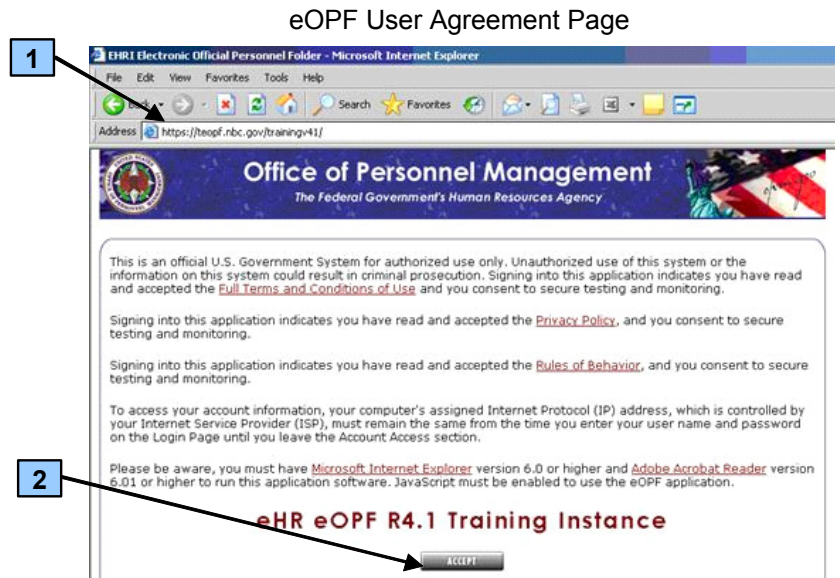 eOPF User Agreement Page
1
EHRI Electronic Official Personnel Folder - Microsoft Internet Explorer
File Edit View Favorites Tools Help
Back Search Favorites
Address https://teopf.nbc.gov/trainingv41/
Office of Personnel Management
The Federal Government's Human Resources Agency
This is an official U.S. Government System for authorized use only. Unauthorized use of this system or the
information on this system could result in criminal prosecution. Signing into this application indicates you have read
and accepted the Full Terms and Conditions of Use and you consent to secure testing and monitoring.
Signing into this application indicates you have read and accepted the Privacy Policy, and you consent to secure
testing and monitoring.
Signing into this application indicates you have read and accepted the Rules of Behavior, and you consent to secure
testing and monitoring.
To access your account information, your computer's assigned Internet Protocol (IP) address, which is controlled by
your Internet Service Provider (ISP), must remain the same from the time you enter your user name and password
on the Login Page until you leave the Account Access section.
Please be aware, you must have Microsoft Internet Explorer version 6.0 or higher and Adobe Acrobat Reader version
6.01 or higher to run this application software. JavaScript must be enabled to use the eOPF application.
2
eHR eOPF R4.1 Training Instance
ACCEPT